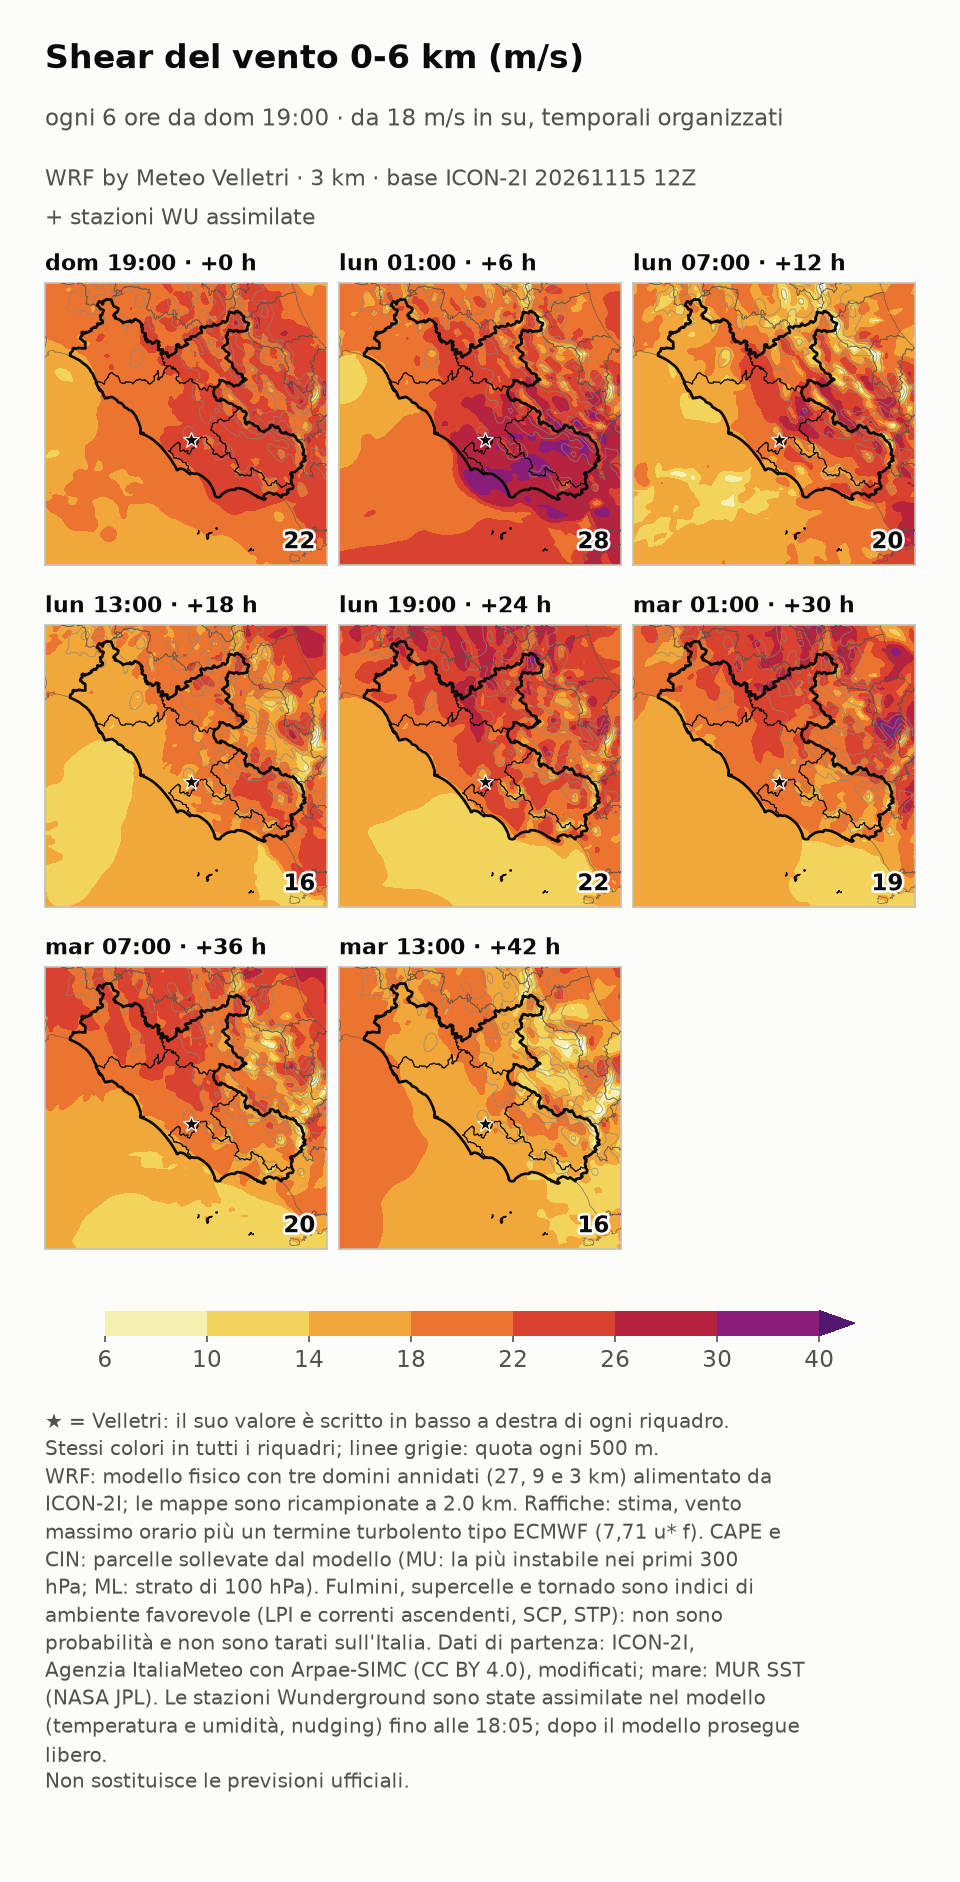 Shear del vento 0-6 km (m/s)
ogni 6 ore da dom 19:00 · da 18 m/s in su, temporali organizzati
WRF by Meteo Velletri · 3 km · base ICON-2I 20261115 12Z
+ stazioni WU assimilate
dom 19:00 · +0 h
lun 01:00 · +6 h
lun 07:00 · +12 h
22
28
20
lun 13:00 · +18 h
lun 19:00 · +24 h
mar 01:00 · +30 h
16
22
19
mar 07:00 · +36 h
mar 13:00 · +42 h
20
16
6 10 14 18 22 26 30 40
★ = Velletri: il suo valore è scritto in basso a destra di ogni riquadro.
Stessi colori in tutti i riquadri; linee grigie: quota ogni 500 m.
WRF: modello fisico con tre domini annidati (27, 9 e 3 km) alimentato da
ICON-2I; le mappe sono ricampionate a 2.0 km. Raffiche: stima, vento
massimo orario più un termine turbolento tipo ECMWF (7,71 u* f). CAPE e
CIN: parcelle sollevate dal modello (MU: la più instabile nei primi 300
hPa; ML: strato di 100 hPa). Fulmini, supercelle e tornado sono indici di
ambiente favorevole (LPI e correnti ascendenti, SCP, STP): non sono
probabilità e non sono tarati sull'Italia. Dati di partenza: ICON-2I,
Agenzia ItaliaMeteo con Arpae-SIMC (CC BY 4.0), modificati; mare: MUR SST
(NASA JPL). Le stazioni Wunderground sono state assimilate nel modello
(temperatura e umidità, nudging) fino alle 18:05; dopo il modello prosegue
libero.
Non sostituisce le previsioni ufficiali.